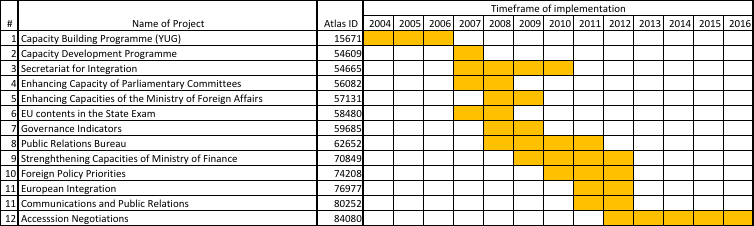 Timeframe of implementation
# Name of Project Atlas ID 2004 2005 2006 2007 2008 2009 2010 2011 2012 2013 2014 2015 2016
1 Capacity Building Programme (YUG) 15671
2 Capacity Development Programme 54609
3 Secretariat for Integration 54665
4 Enhancing Capacity of Parliamentary Committees 56082
5 Enhancing Capacities of the Ministry of Foreign Affairs 57131
6 EU contents in the State Exam 58480
7 Governance Indicators 59685
8 Public Relations Bureau 62652
9 Strenghthening Capacities of Ministry of Finance 70849
10 Foreign Policy Priorities 74208
11 European Integration 76977
11 Communications and Public Relations 80252
12 Accesssion Negotiations 84080